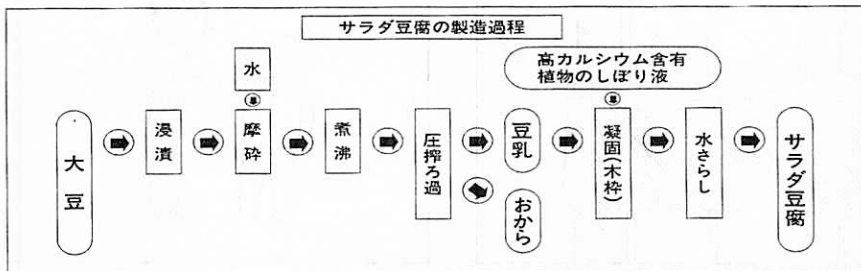 サラダ豆腐の製造過程
水
高カルシウム含有
植物のしぼり液
大豆
浸漬
摩砕
煮沸
圧搾ろ過
豆乳
おから
凝固(木枠)
水さらし
サラダ豆腐